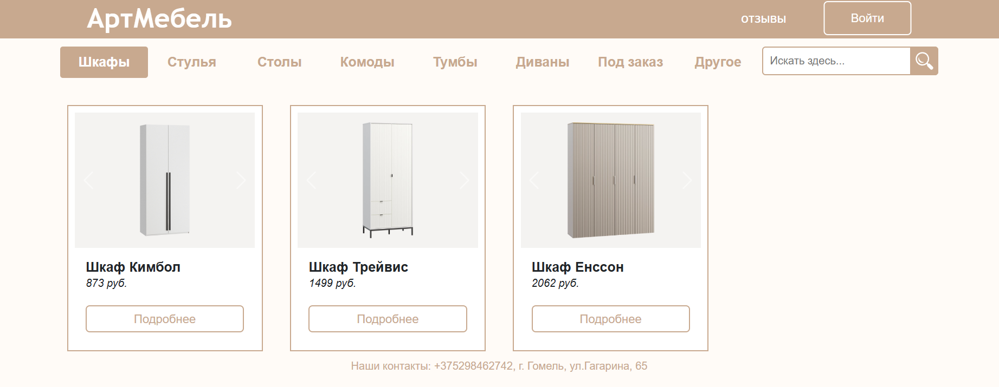 АртМебель
ОТЗЫВЫ
Войти
Шкафы
Стулья
Столы
Комоды
Тумбы
Диваны
Под заказ
Другое
Искать здесь...
Шкаф Кимбол
873 руб.
Подробнее
Шкаф Трейвис
1499 руб.
Подробнее
Шкаф Енссон
2062 руб.
Подробнее
Наши контакты: +375298462742, г. Гомель, ул.Гагарина, 65